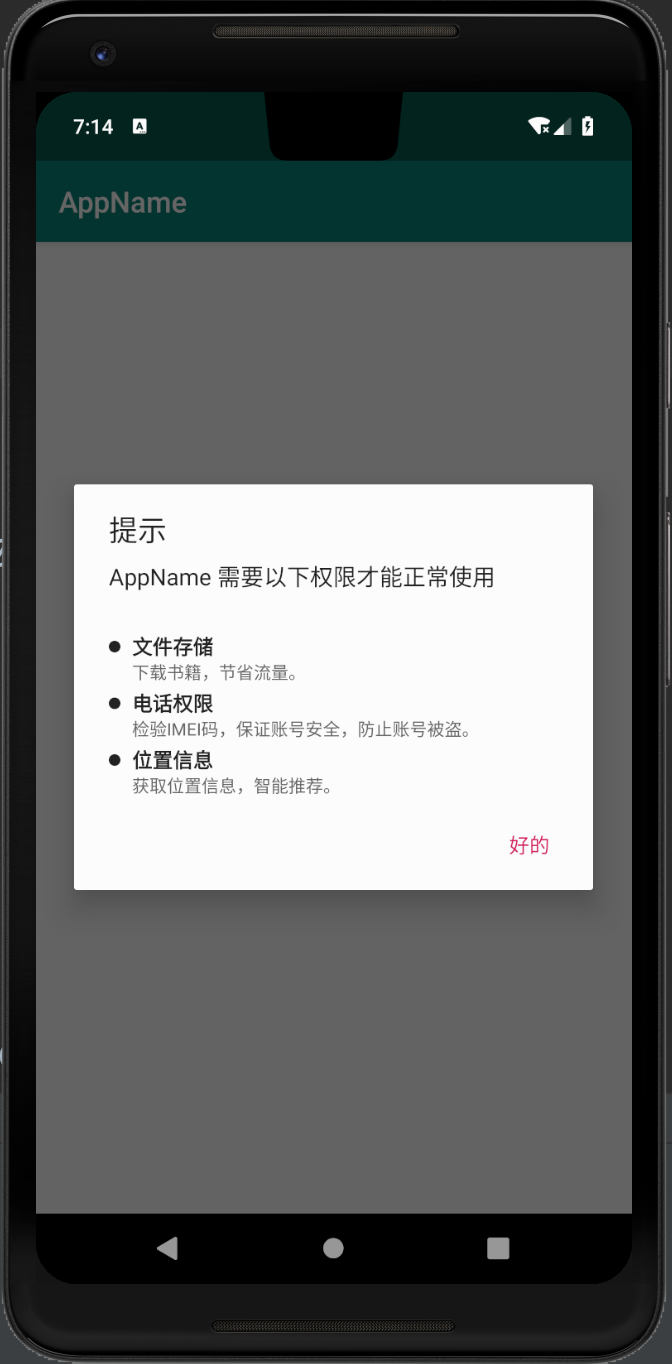 7:14
AppName
提示
AppName 需要以下权限才能正常使用
文件存储
下载书籍，节省流量。
电话权限
检验IMEI码，保证账号安全，防止账号被盗。
位置信息
获取位置信息，智能推荐。
好的